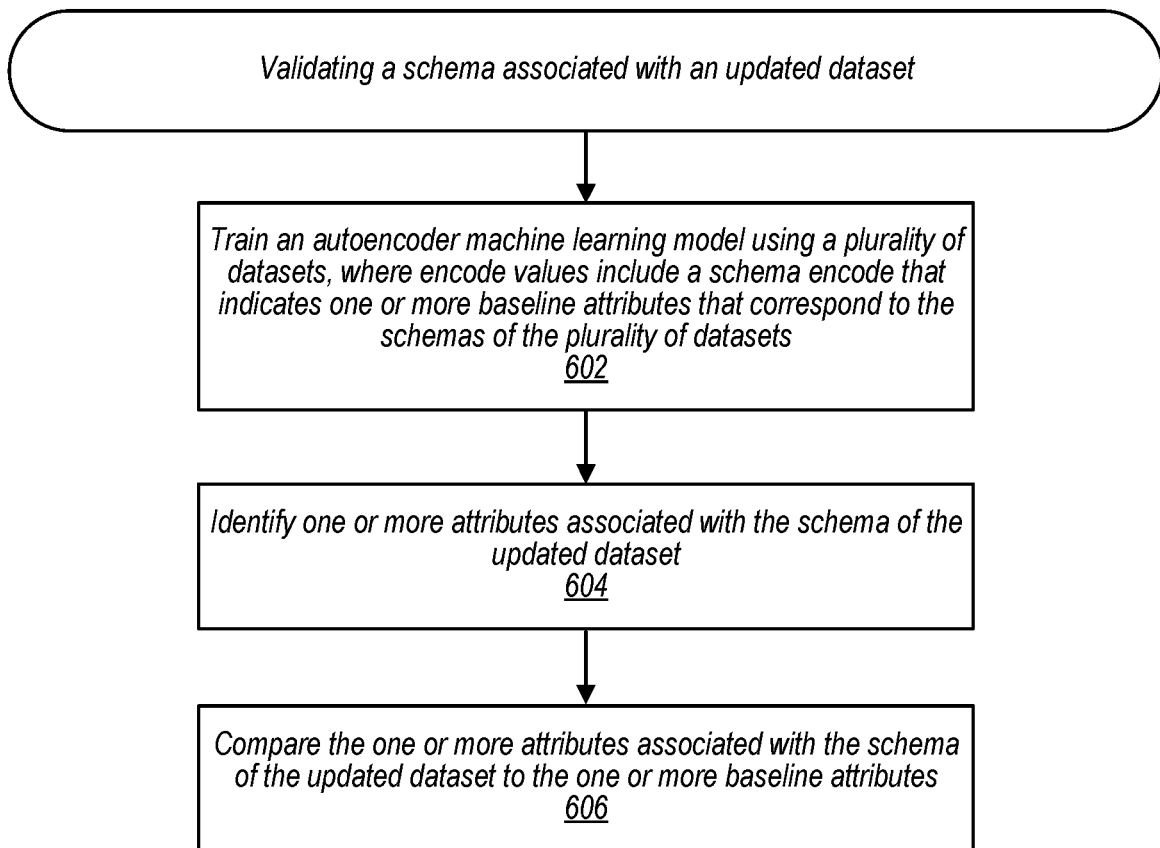 Validating a schema associated with an updated dataset
Train an autoencoder machine learning model using a plurality of
datasets, where encode values include a schema encode that
indicates one or more baseline attributes that correspond to the
schemas of the plurality of datasets
602
Identify one or more attributes associated with the schema of the
updated dataset
604
Compare the one or more attributes associated with the schema
of the updated dataset to the one or more baseline attributes
606